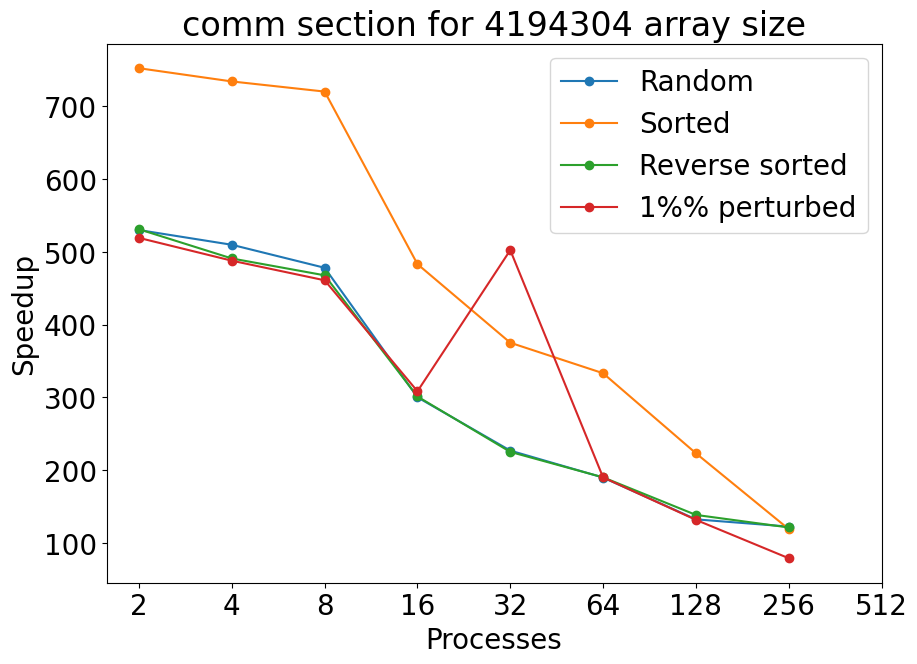 comm section for 4194304 array size
Random
Sorted
Reverse sorted
1%% perturbed
Speedup
700
600
500
400
300
200
100
2 4 8 16 32 64 128 256 512
Processes